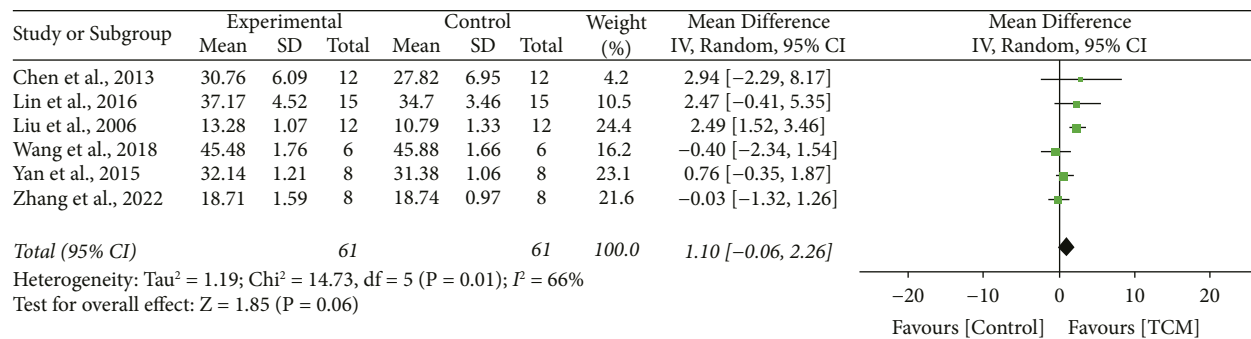 Study or Subgroup Experimental Control Weight (%) Mean Difference IV, Random, 95% CI Mean Difference IV, Random, 95% CI
Mean SD Total Mean SD Total
Chen et al., 2013 30.76 6.09 12 27.82 6.95 12 4.2 2.94 [−2.29, 8.17]
Lin et al., 2016 37.17 4.52 15 34.7 3.46 15 10.5 2.47 [−0.41, 5.35]
Liu et al., 2006 13.28 1.07 12 10.79 1.33 12 24.4 2.49 [1.52, 3.46]
Wang et al., 2018 45.48 1.76 6 45.88 1.66 6 16.2 −0.40 [−2.34, 1.54]
Yan et al., 2015 32.14 1.21 8 31.38 1.06 8 23.1 0.76 [−0.35, 1.87]
Zhang et al., 2022 18.71 1.59 8 18.74 0.97 8 21.6 −0.03 [−1.32, 1.26]
Total (95% CI) 61 61 100.0 1.10 [−0.06, 2.26]
Heterogeneity: Tau² = 1.19; Chi² = 14.73, df = 5 (P = 0.01); I² = 66%
Test for overall effect: Z = 1.85 (P = 0.06)
−20 −10 0 10 20
Favours [Control] Favours [TCM]